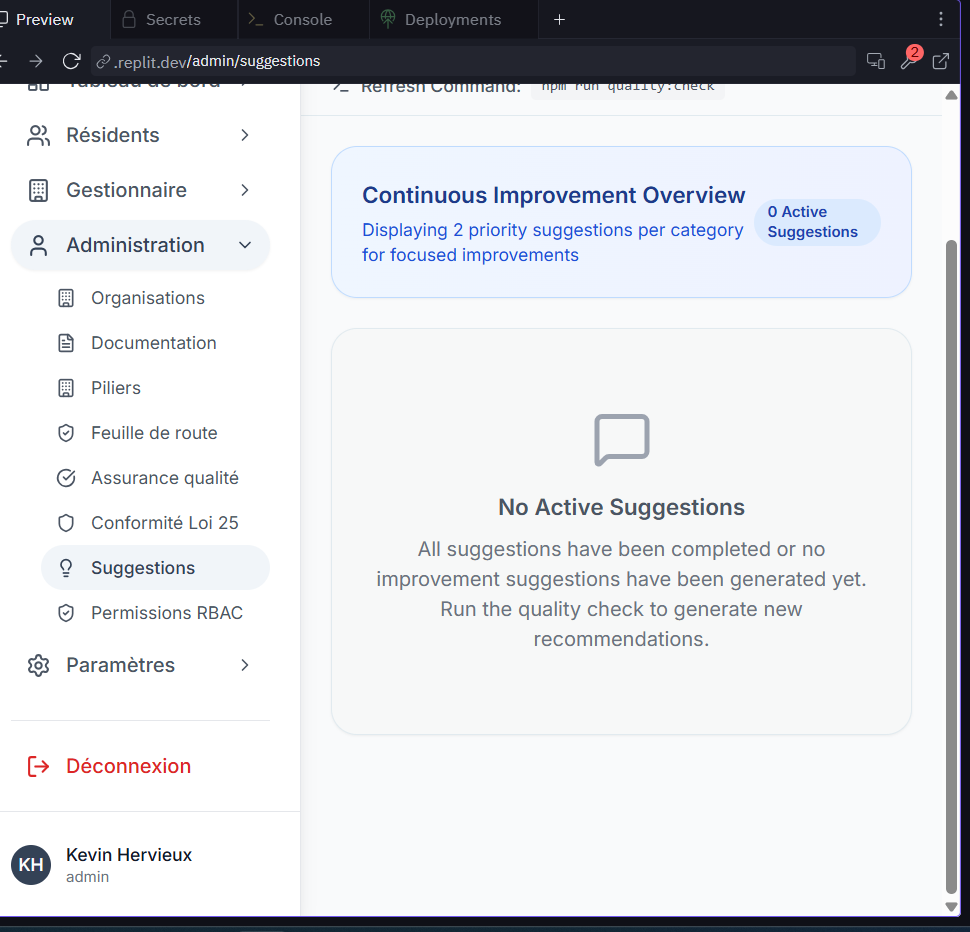 Preview
Secrets
Console
Deployments
.replit.dev/admin/suggestions
2
Tableau de bord
Refresh Command: npm run quality:check
Résidents
Gestionnaire
Administration
Organisations
Documentation
Piliers
Feuille de route
Assurance qualité
Conformité Loi 25
Suggestions
Permissions RBAC
Paramètres
Déconnexion
KH
Kevin Hervieux
admin
Continuous Improvement Overview
Displaying 2 priority suggestions per category
for focused improvements
0 Active
Suggestions
No Active Suggestions
All suggestions have been completed or no
improvement suggestions have been generated yet.
Run the quality check to generate new
recommendations.